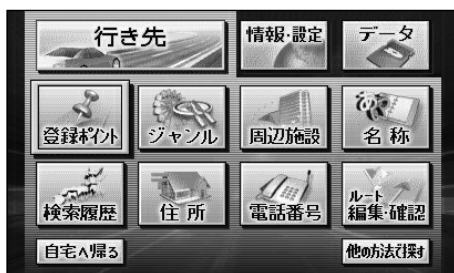 行き先
情報・設定
データ
登録ポイント
ジャンル
周辺施設
名称
検索履歴
住所
電話番号
ルート
編集・確認
自宅へ帰る
他の方法で探す